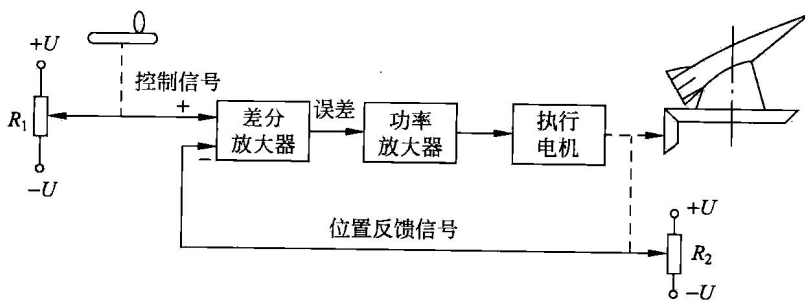 +U
控制信号
R₁
+
-
-U
差分
放大器
误差
功率
放大器
执行
电机
位置反馈信号
+U
R₂
-U